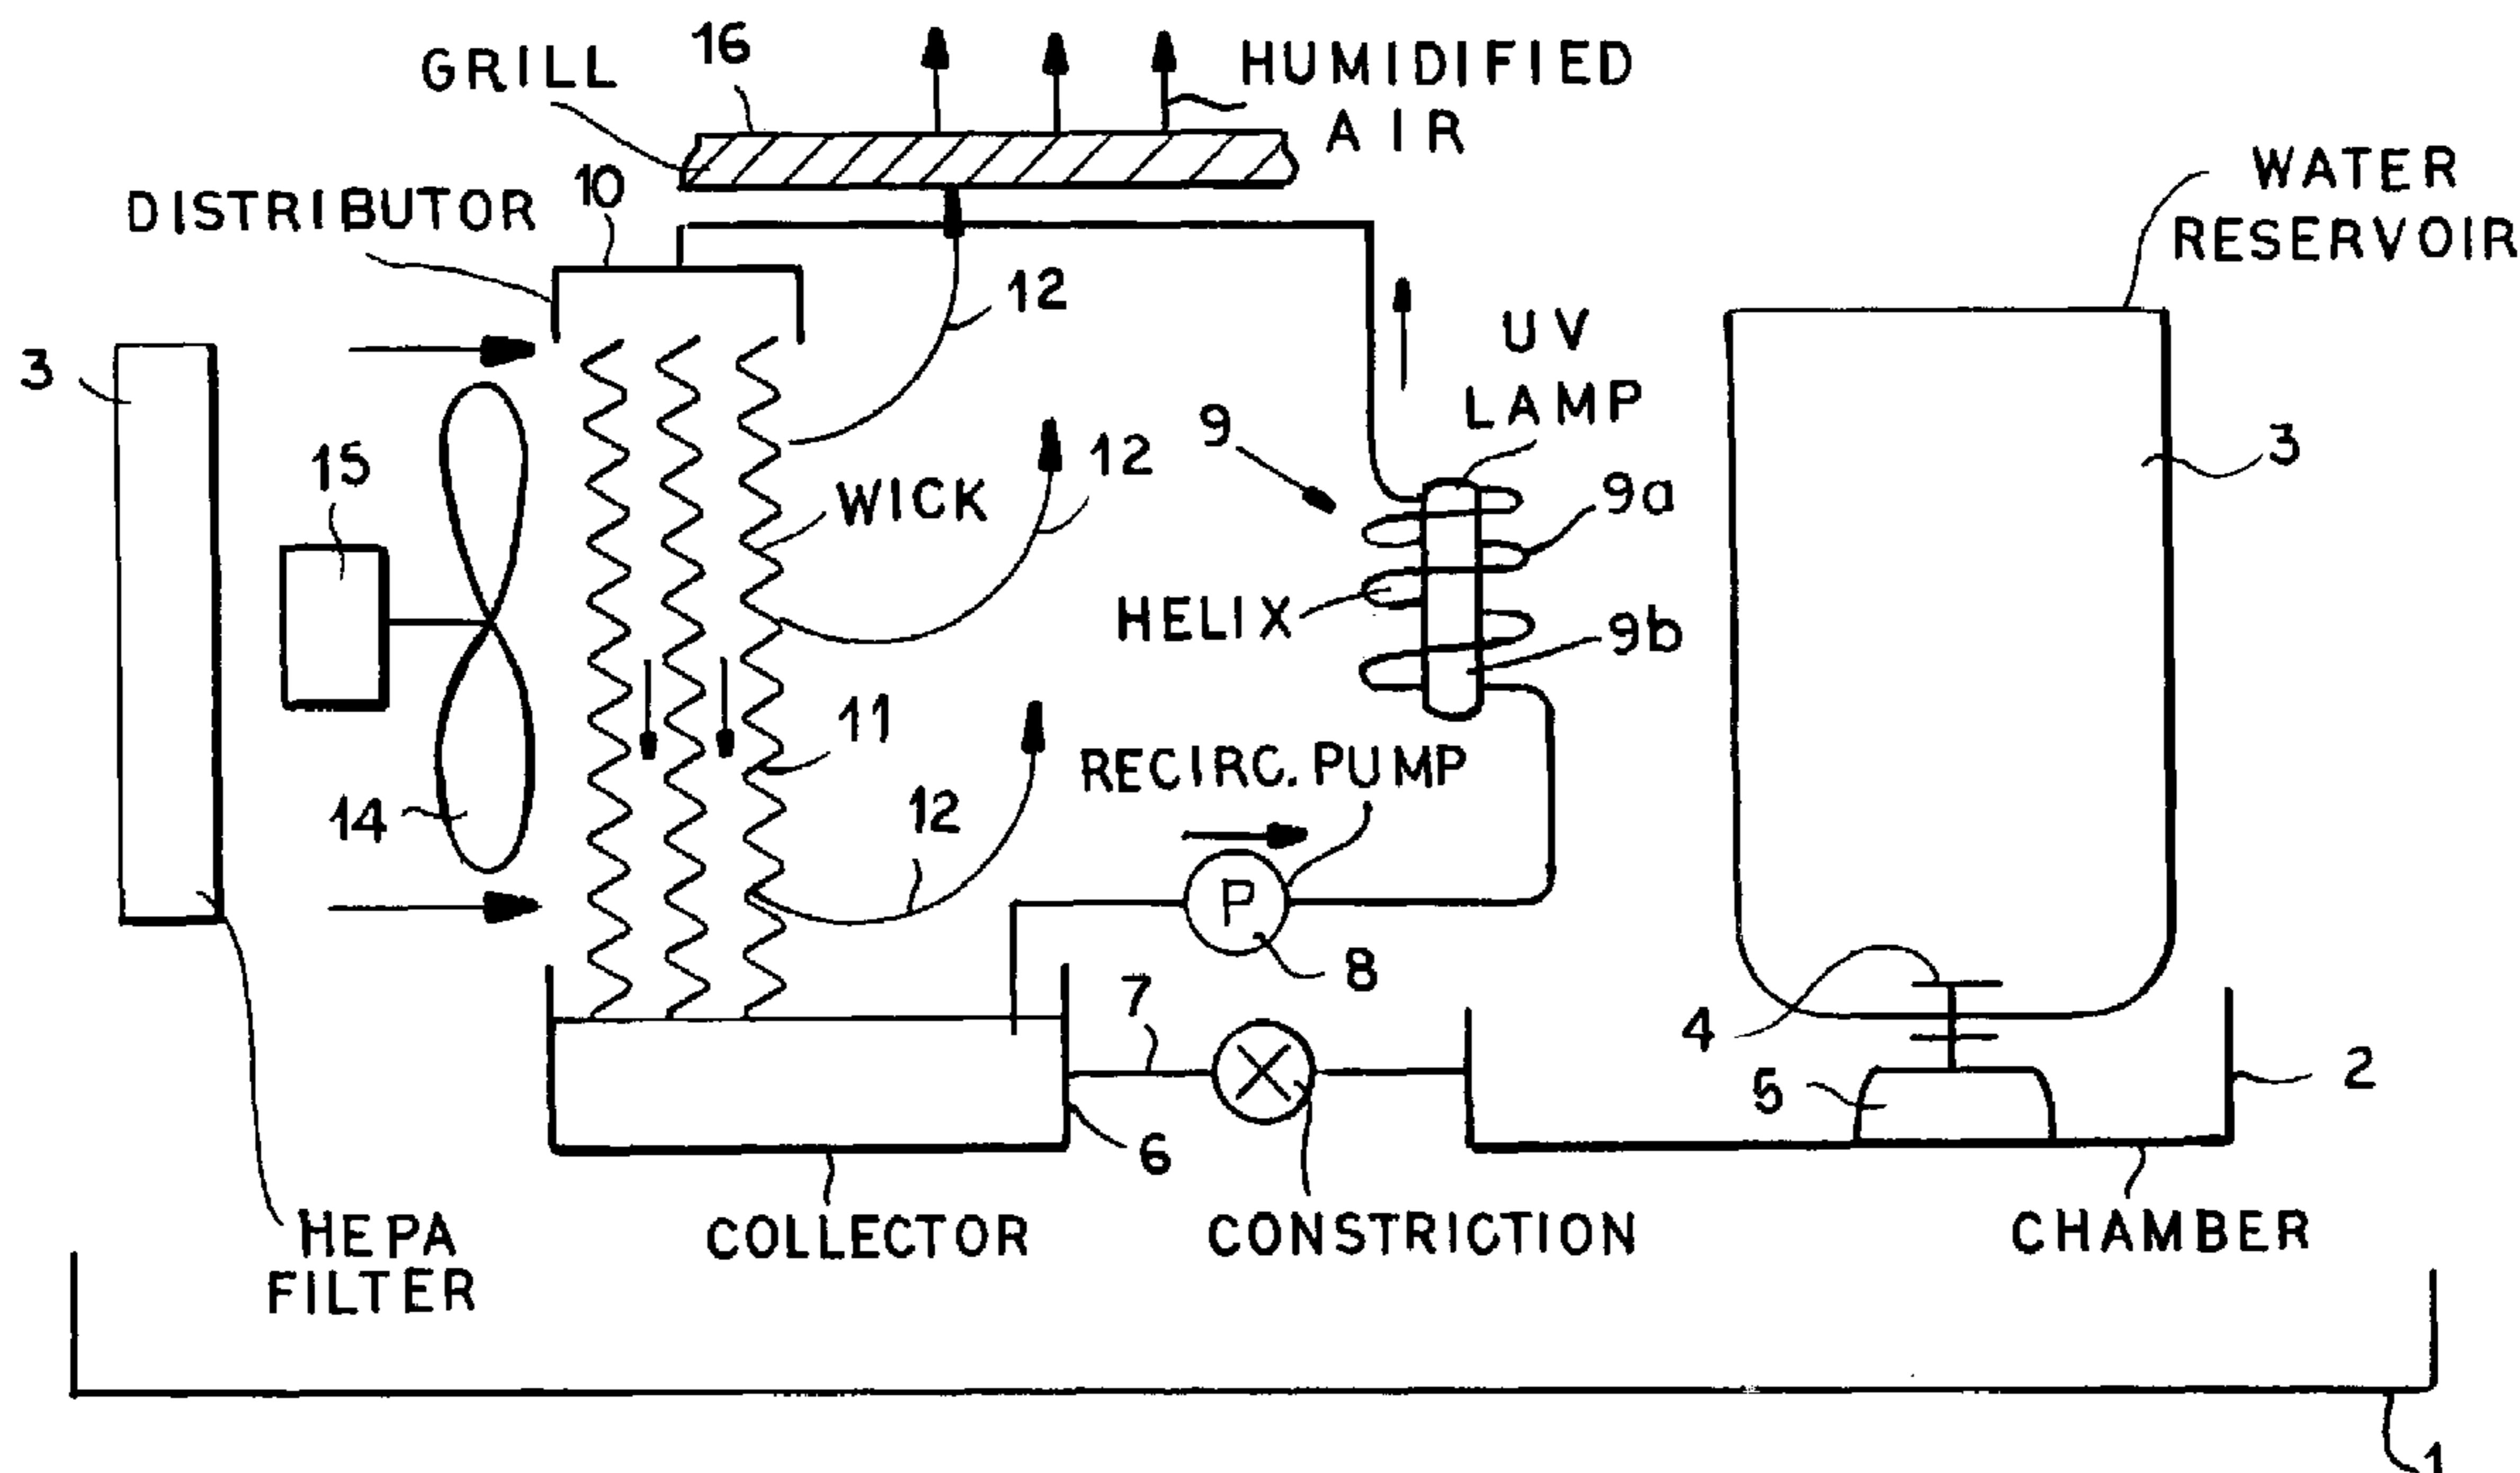 16
GRILL
HUMIDIFIED
AIR
10
DISTRIBUTOR
WATER
RESERVOIR
12
UV
LAMP
3
9
12
3
15
9a
WICK
HELIX
9b
11
RECIRC. PUMP
12
14
P
8
7
4
5
2
6
HEPA
FILTER
COLLECTOR
CONSTRICTION
CHAMBER
1